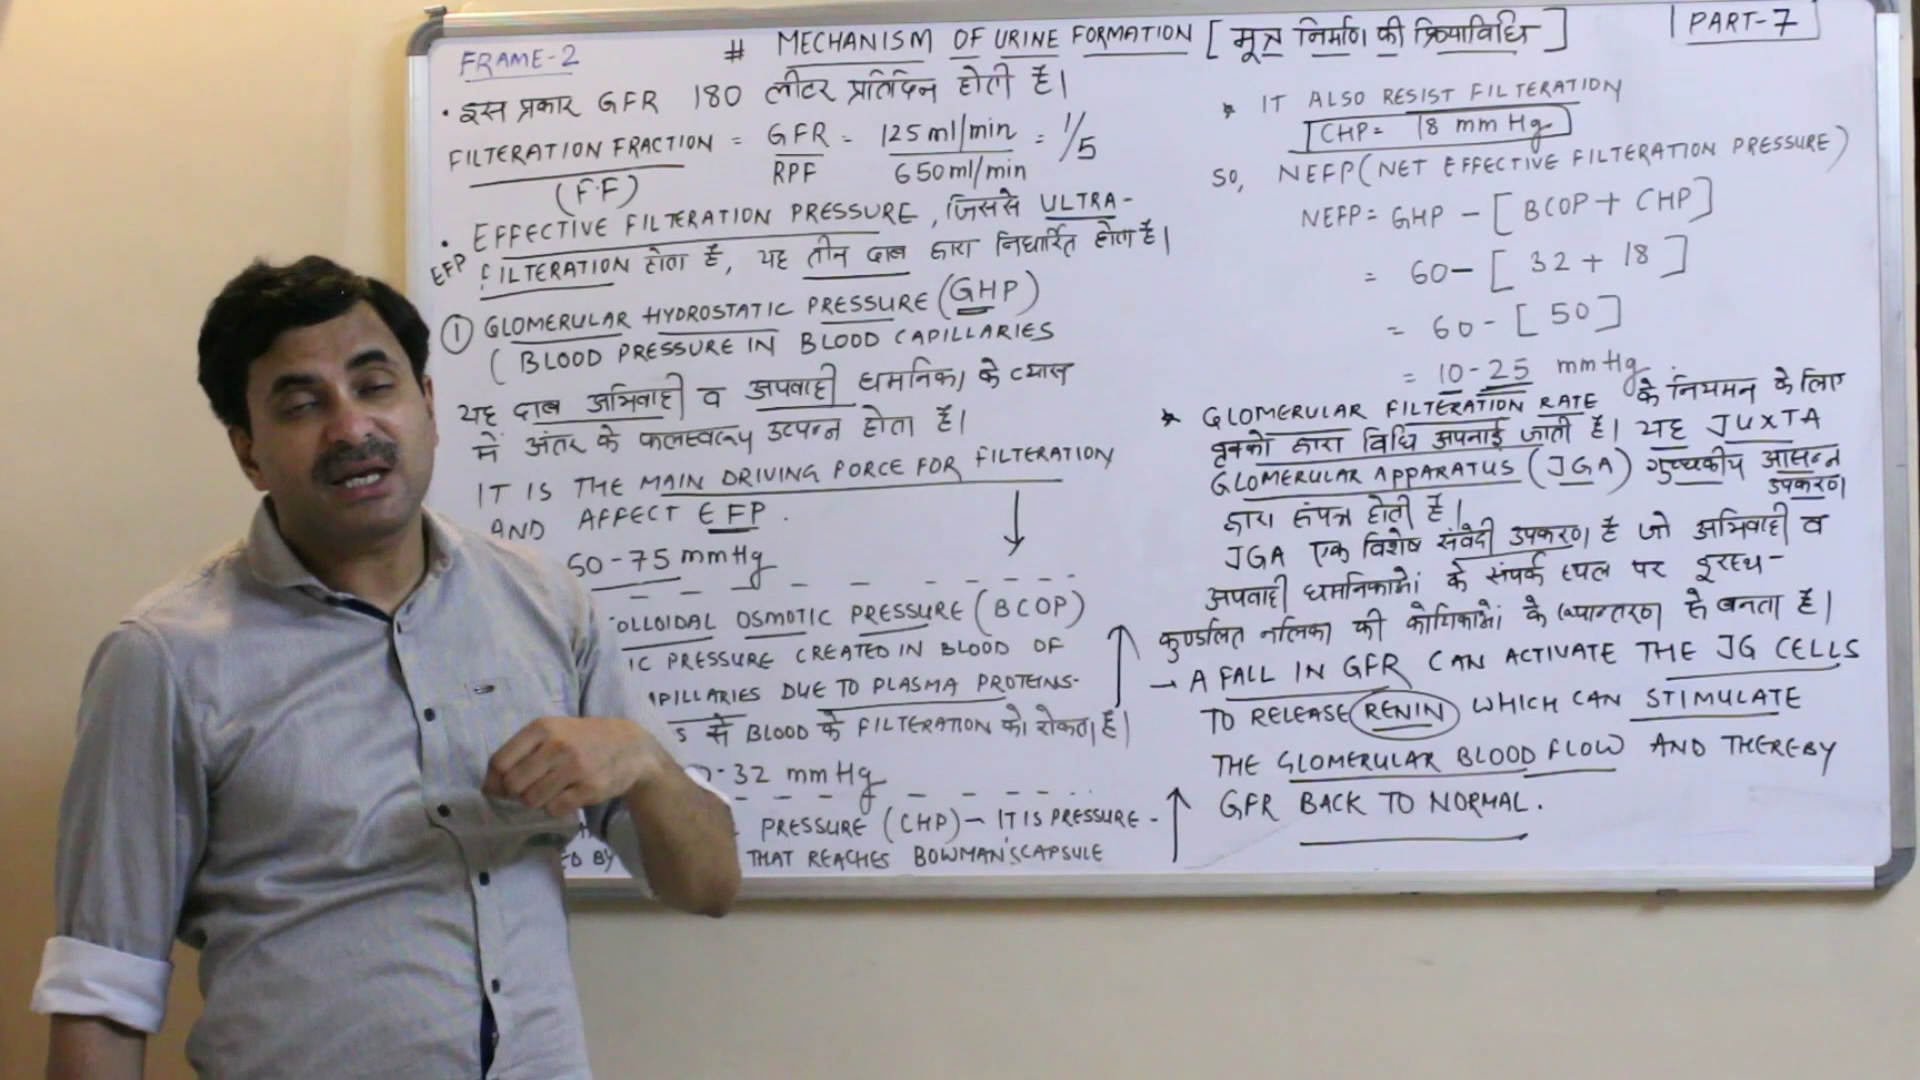 FRAME-2
# MECHANISM OF URINE FORMATION [मूत्र निर्माण की क्रियाविधि]
PART-7
• इस प्रकार GFR 180 लीटर प्रतिदिन होती है।
FILTERATION FRACTION = GFR/RPF = 125 ml/min / 650 ml/min = 1/5
(F.F)
• EFFECTIVE FILTERATION PRESSURE, जिससे ULTRA-
EFP FILTERATION होता है, यह तीन दाब द्वारा निर्धारित होता है।
① GLOMERULAR HYDROSTATIC PRESSURE (GHP)
( BLOOD PRESSURE IN BLOOD CAPILLARIES
यह दाब अभिवाही व अपवाही धमनिका के व्यास
में अंतर के फलस्वरूप उत्पन्न होता है।
IT IS THE MAIN DRIVING FORCE FOR FILTERATION
AND AFFECT EFP.
-75 mmHg
OLLOIDAL OSMOTIC PRESSURE (BCOP)
IC PRESSURE CREATED IN BLOOD OF
PILLARIES DUE TO PLASMA PROTEINS-
S से BLOOD के FILTERATION को रोकता है।
-32 mmHg
PRESSURE (CHP) – IT IS PRESSURE -
ED BY THAT REACHES BOWMAN'S CAPSULE
* IT ALSO RESIST FILTERATION
CHP= 18 mmHg
SO, NEFP (NET EFFECTIVE FILTERATION PRESSURE)
NEFP = GHP – [BCOP + CHP]
= 60 – [32 + 18]
= 60 – [50]
= 10-25 mmHg
* GLOMERULAR FILTERATION RATE के नियमन के लिए
वृक्कों द्वारा विधि अपनाई जाती है। यह JUXTA
GLOMERULAR APPARATUS (JGA) गुच्छकीय आसन्न
उपकरण
द्वारा संपन्न होती है।
JGA एक विशेष संवेदी उपकरण है जो अभिवाही व
अपवाही धमनिकाओं के संपर्क स्थल पर दूरस्थ-
कुण्डलित नलिका की कोशिकाओं के रूपान्तरण से बनता है।
→ A FALL IN GFR CAN ACTIVATE THE JG CELLS
TO RELEASE RENIN WHICH CAN STIMULATE
THE GLOMERULAR BLOOD FLOW AND THEREBY
GFR BACK TO NORMAL.